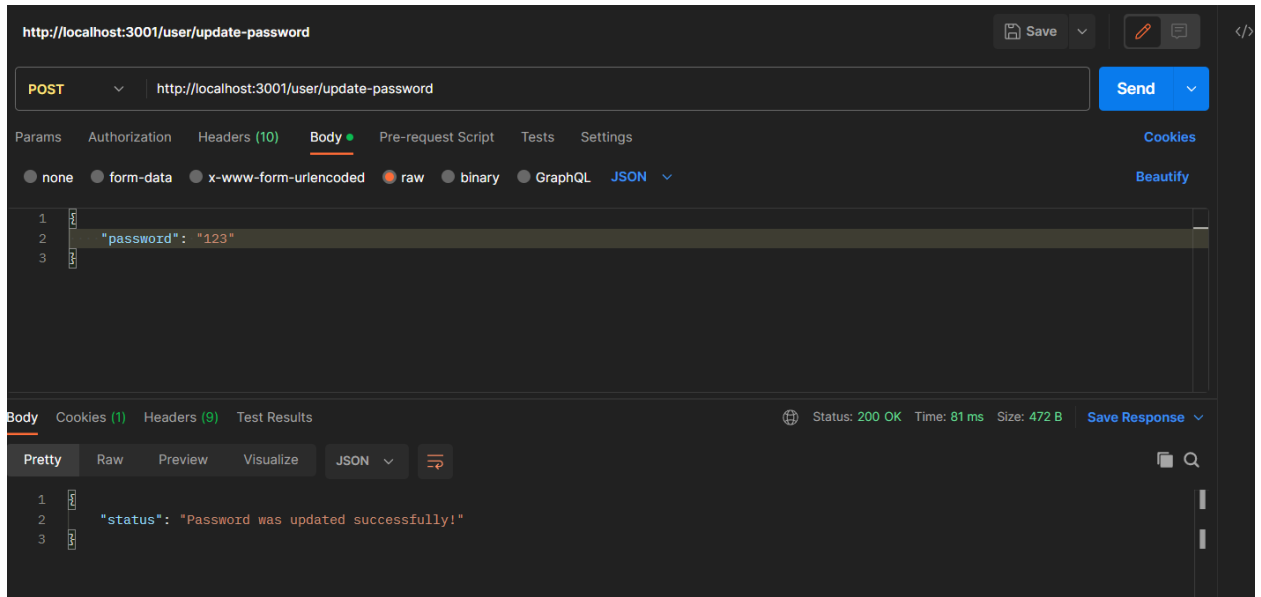 http://localhost:3001/user/update-password Save </>
POST http://localhost:3001/user/update-password Send
Params Authorization Headers (10) Body Pre-request Script Tests Settings Cookies
none form-data x-www-form-urlencoded raw binary GraphQL JSON Beautify
1 {
2 "password": "123"
3 }
Body Cookies (1) Headers (9) Test Results Status: 200 OK Time: 81 ms Size: 472 B Save Response
Pretty Raw Preview Visualize JSON
1 {
2 "status": "Password was updated successfully!"
3 }